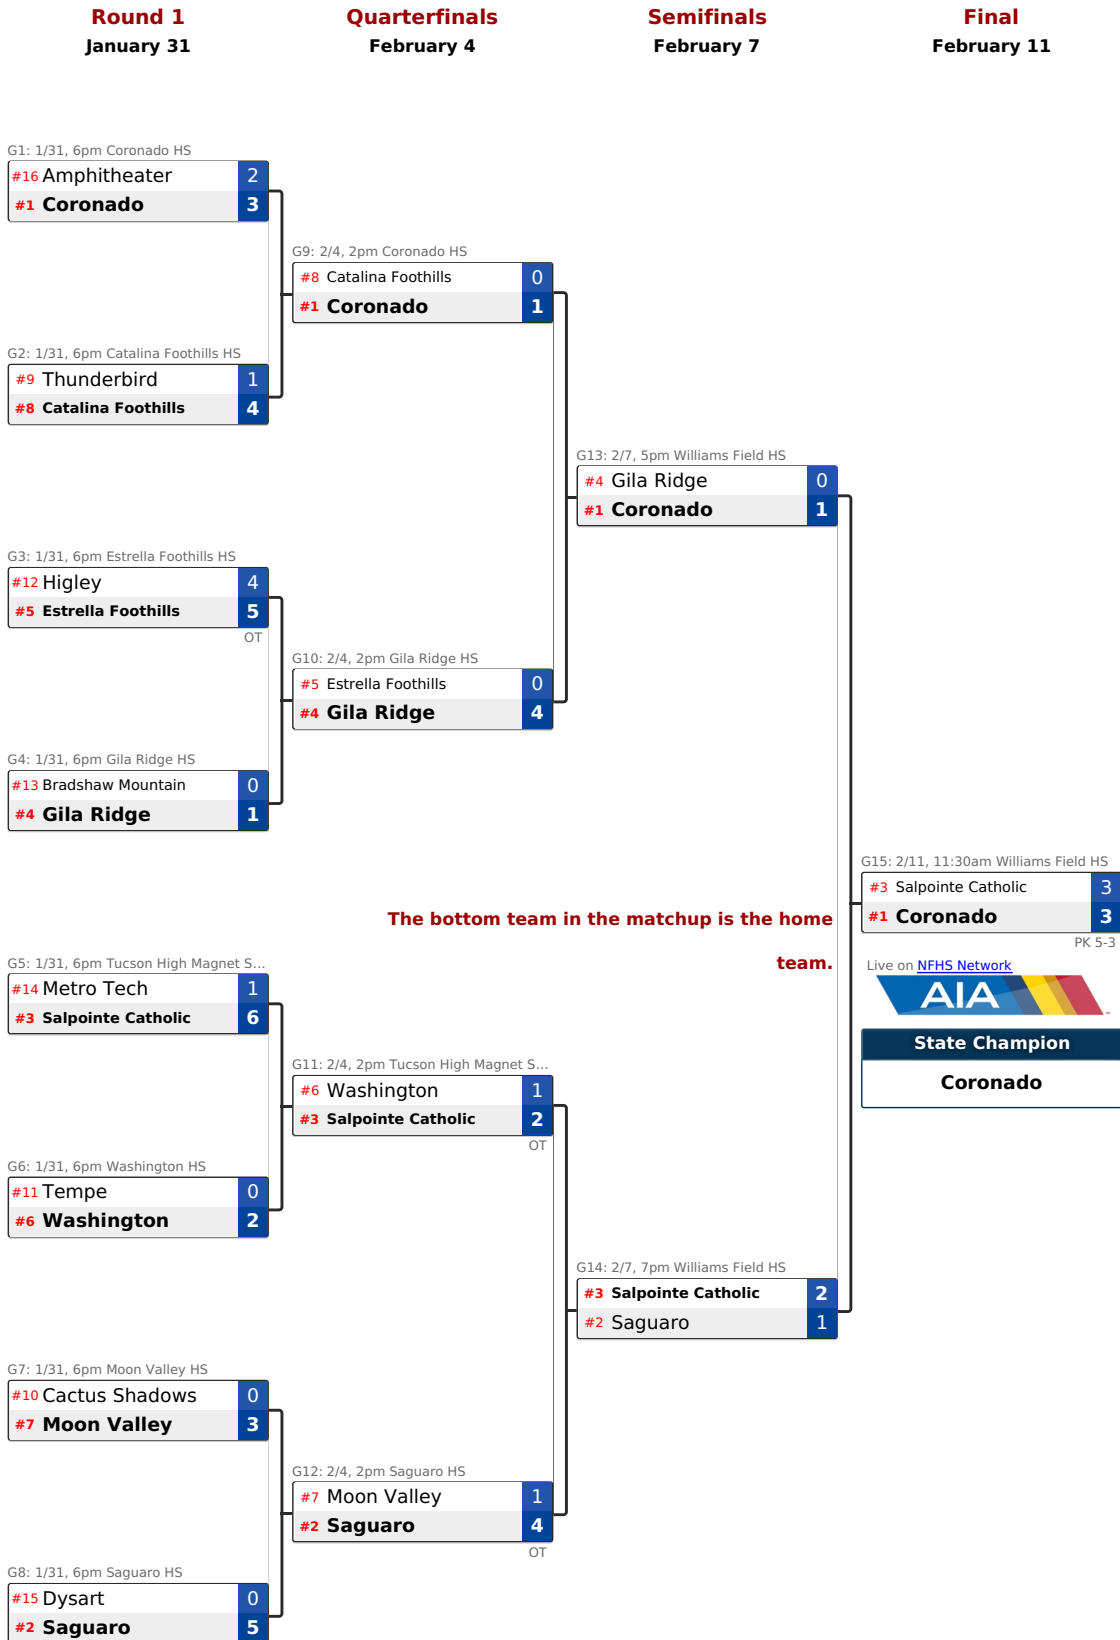 Round 1
January 31
Quarterfinals
February 4
Semifinals
February 7
Final
February 11
G1: 1/31, 6pm Coronado HS
#16 Amphitheater 2
#1 Coronado 3
G2: 1/31, 6pm Catalina Foothills HS
#9 Thunderbird 1
#8 Catalina Foothills 4
G3: 1/31, 6pm Estrella Foothills HS
#12 Higley 4
#5 Estrella Foothills 5
OT
G4: 1/31, 6pm Gila Ridge HS
#13 Bradshaw Mountain 0
#4 Gila Ridge 1
G5: 1/31, 6pm Tucson High Magnet S...
#14 Metro Tech 1
#3 Salpointe Catholic 6
G6: 1/31, 6pm Washington HS
#11 Tempe 0
#6 Washington 2
G7: 1/31, 6pm Moon Valley HS
#10 Cactus Shadows 0
#7 Moon Valley 3
G8: 1/31, 6pm Saguaro HS
#15 Dysart 0
#2 Saguaro 5
G9: 2/4, 2pm Coronado HS
#8 Catalina Foothills 0
#1 Coronado 1
G10: 2/4, 2pm Gila Ridge HS
#5 Estrella Foothills 0
#4 Gila Ridge 4
G11: 2/4, 2pm Tucson High Magnet S...
#6 Washington 1
#3 Salpointe Catholic 2
OT
G12: 2/4, 2pm Saguaro HS
#7 Moon Valley 1
#2 Saguaro 4
OT
G13: 2/7, 5pm Williams Field HS
#4 Gila Ridge 0
#1 Coronado 1
The bottom team in the matchup is the home
team.
G14: 2/7, 7pm Williams Field HS
#3 Salpointe Catholic 2
#2 Saguaro 1
G15: 2/11, 11:30am Williams Field HS
#3 Salpointe Catholic 3
#1 Coronado 3
PK 5-3
Live on NFHS Network
AIA
State Champion
Coronado